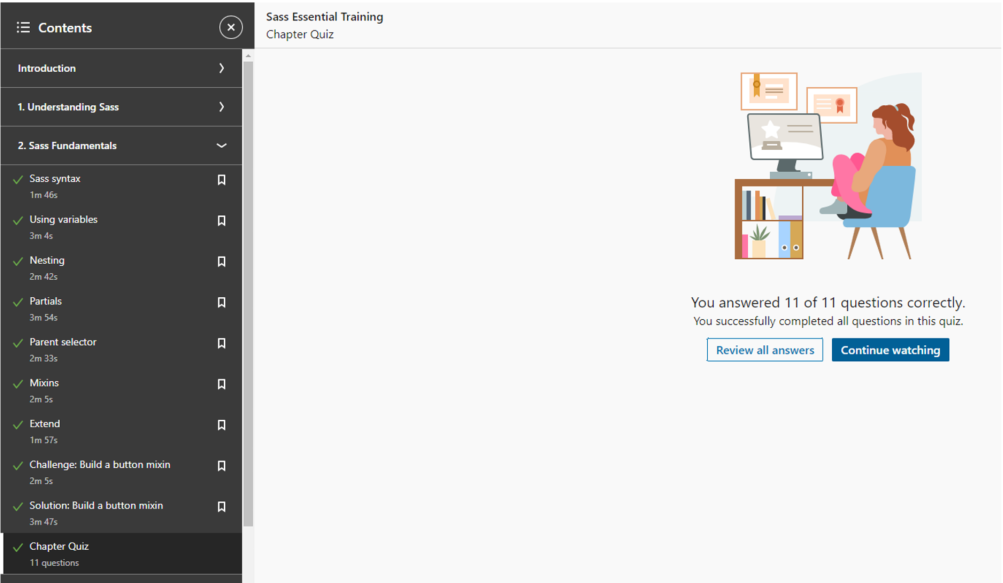 Contents
Introduction
1. Understanding Sass
2. Sass Fundamentals
Sass syntax
1m 46s
Using variables
3m 4s
Nesting
2m 42s
Partials
3m 54s
Parent selector
2m 33s
Mixins
2m 5s
Extend
1m 57s
Challenge: Build a button mixin
2m 5s
Solution: Build a button mixin
3m 47s
Chapter Quiz
11 questions
Sass Essential Training
Chapter Quiz
You answered 11 of 11 questions correctly.
You successfully completed all questions in this quiz.
Review all answers
Continue watching